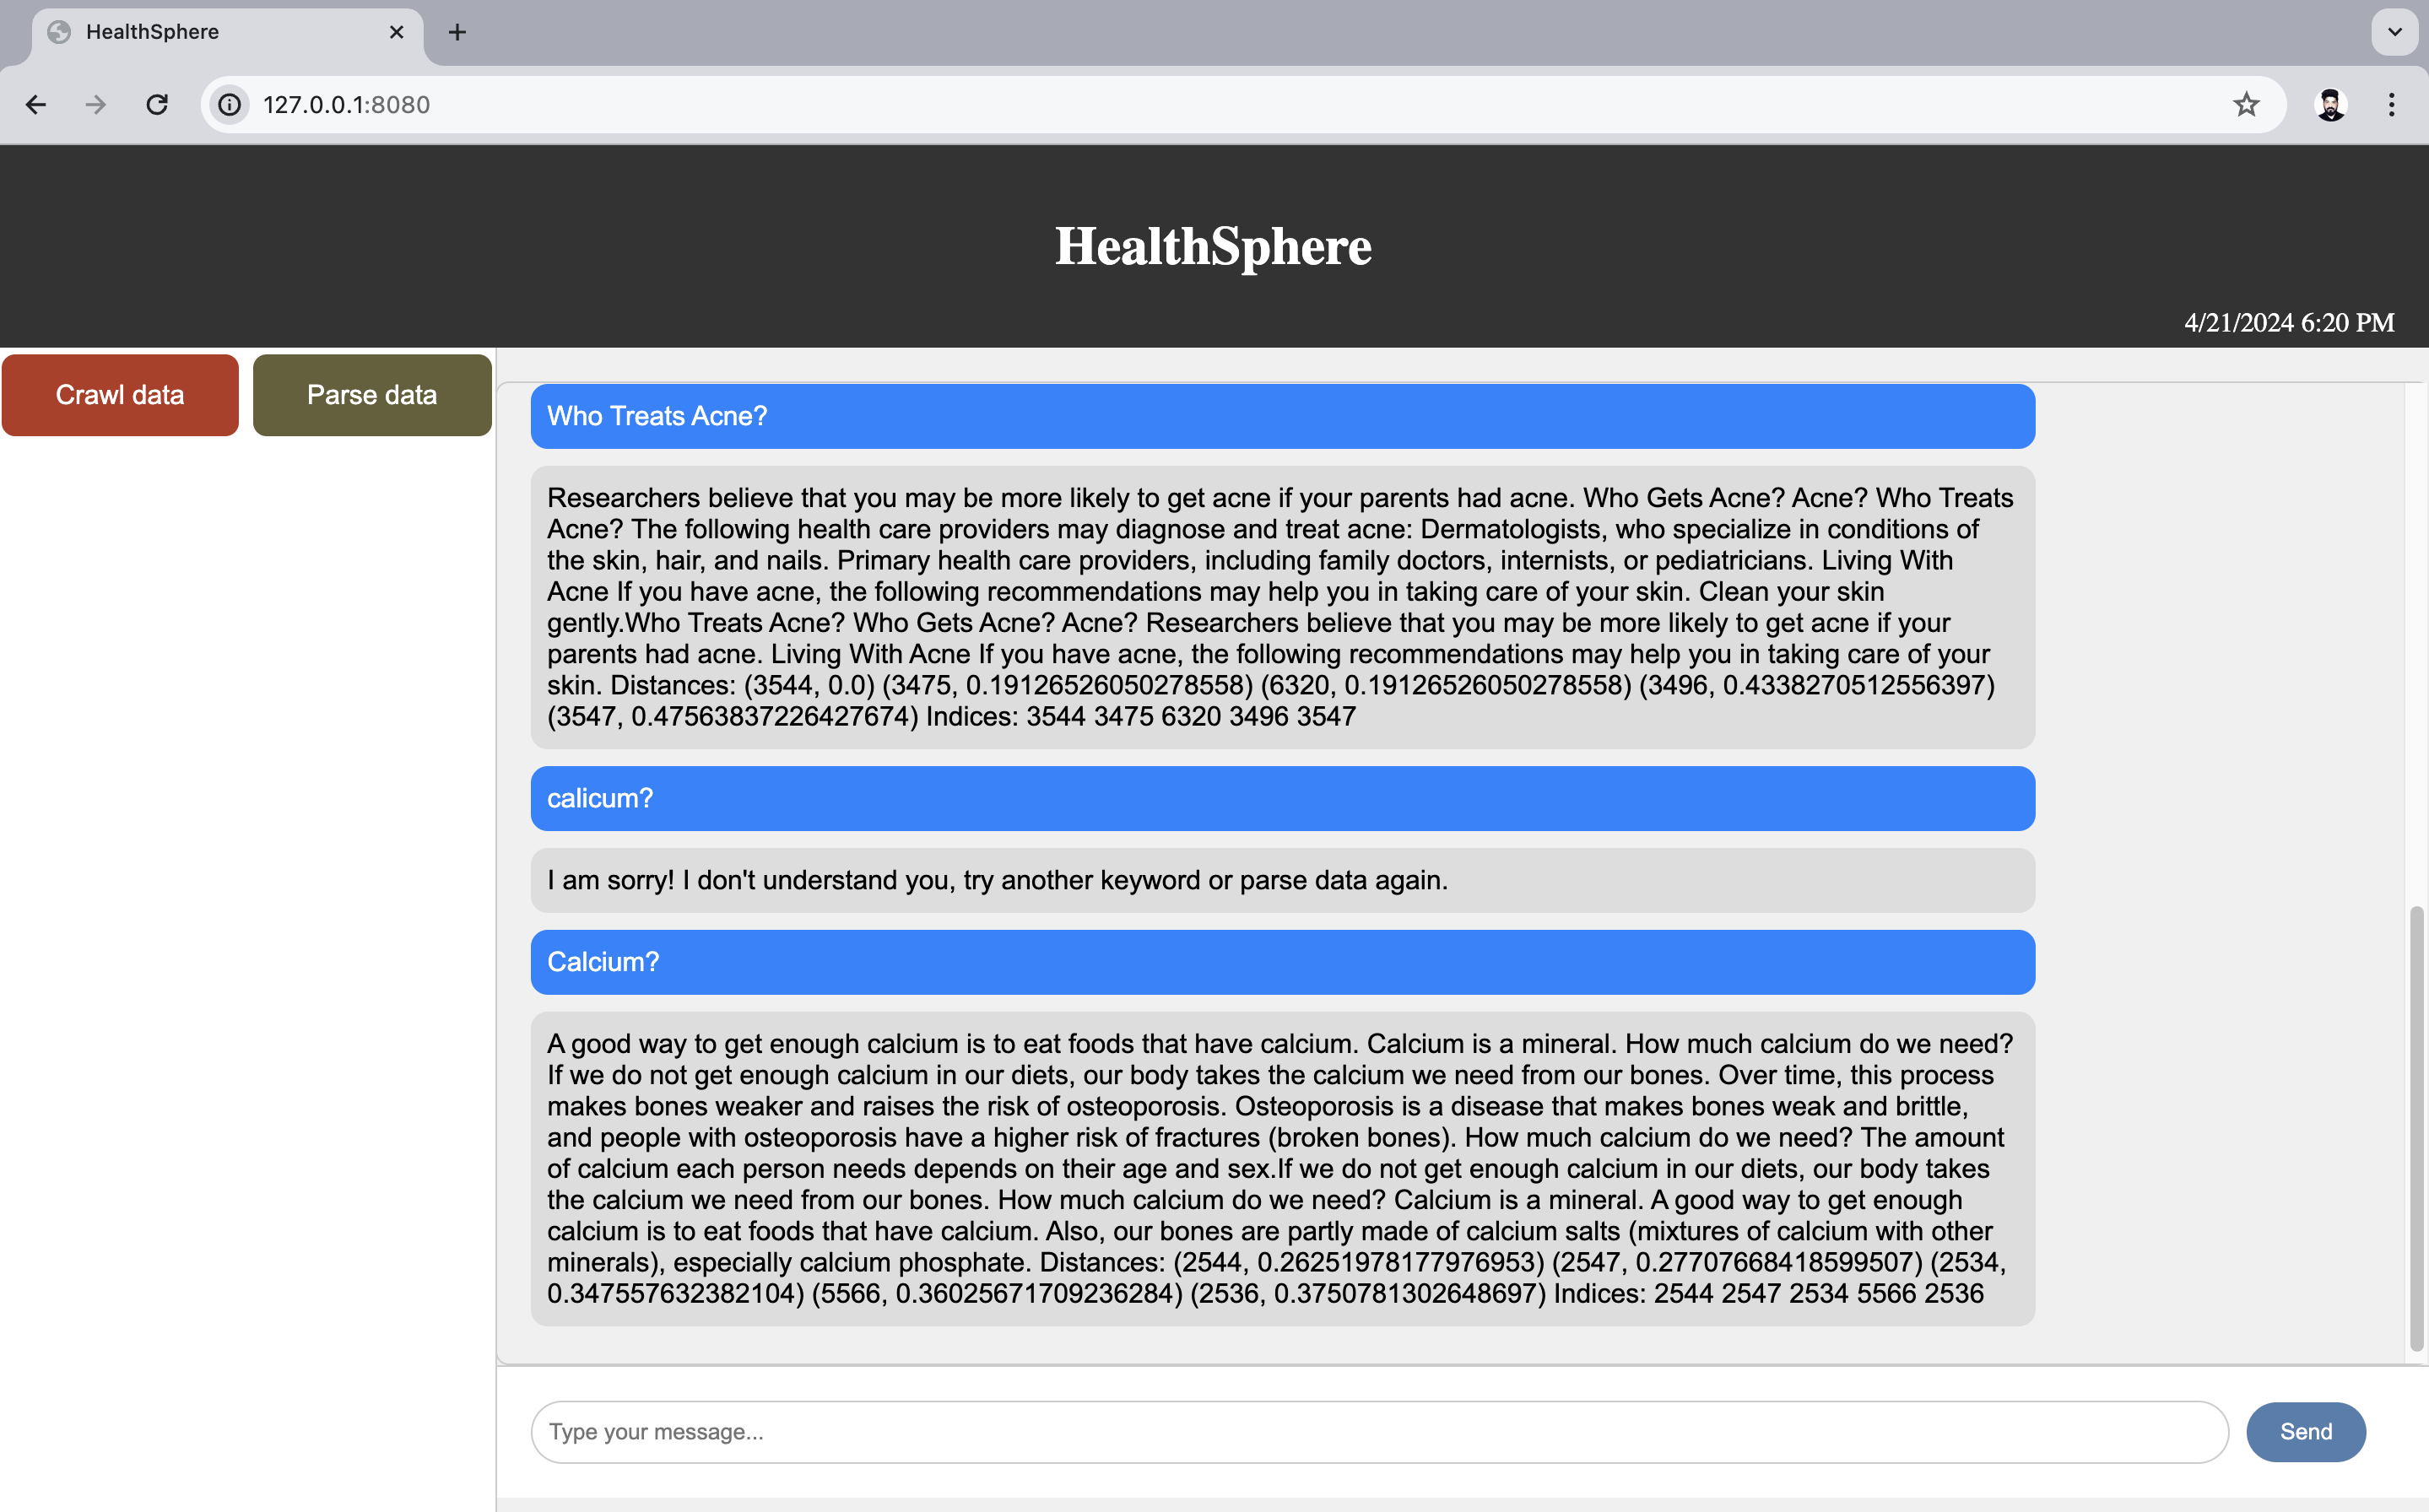 HealthSphere
127.0.0.1:8080
HealthSphere
4/21/2024 6:20 PM
Crawl data
Parse data
Who Treats Acne?
Researchers believe that you may be more likely to get acne if your parents had acne. Who Gets Acne? Acne? Who Treats
Acne? The following health care providers may diagnose and treat acne: Dermatologists, who specialize in conditions of
the skin, hair, and nails. Primary health care providers, including family doctors, internists, or pediatricians. Living With
Acne If you have acne, the following recommendations may help you in taking care of your skin. Clean your skin
gently.Who Treats Acne? Who Gets Acne? Acne? Researchers believe that you may be more likely to get acne if your
parents had acne. Living With Acne If you have acne, the following recommendations may help you in taking care of your
skin. Distances: (3544, 0.0) (3475, 0.19126526050278558) (6320, 0.19126526050278558) (3496, 0.4338270512556397)
(3547, 0.47563837226427674) Indices: 3544 3475 6320 3496 3547
calicum?
I am sorry! I don't understand you, try another keyword or parse data again.
Calcium?
A good way to get enough calcium is to eat foods that have calcium. Calcium is a mineral. How much calcium do we need?
If we do not get enough calcium in our diets, our body takes the calcium we need from our bones. Over time, this process
makes bones weaker and raises the risk of osteoporosis. Osteoporosis is a disease that makes bones weak and brittle,
and people with osteoporosis have a higher risk of fractures (broken bones). How much calcium do we need? The amount
of calcium each person needs depends on their age and sex.If we do not get enough calcium in our diets, our body takes
the calcium we need from our bones. How much calcium do we need? Calcium is a mineral. A good way to get enough
calcium is to eat foods that have calcium. Also, our bones are partly made of calcium salts (mixtures of calcium with other
minerals), especially calcium phosphate. Distances: (2544, 0.26251978177976953) (2547, 0.27707668418599507) (2534,
0.347557632382104) (5566, 0.36025671709236284) (2536, 0.3750781302648697) Indices: 2544 2547 2534 5566 2536
Type your message...
Send